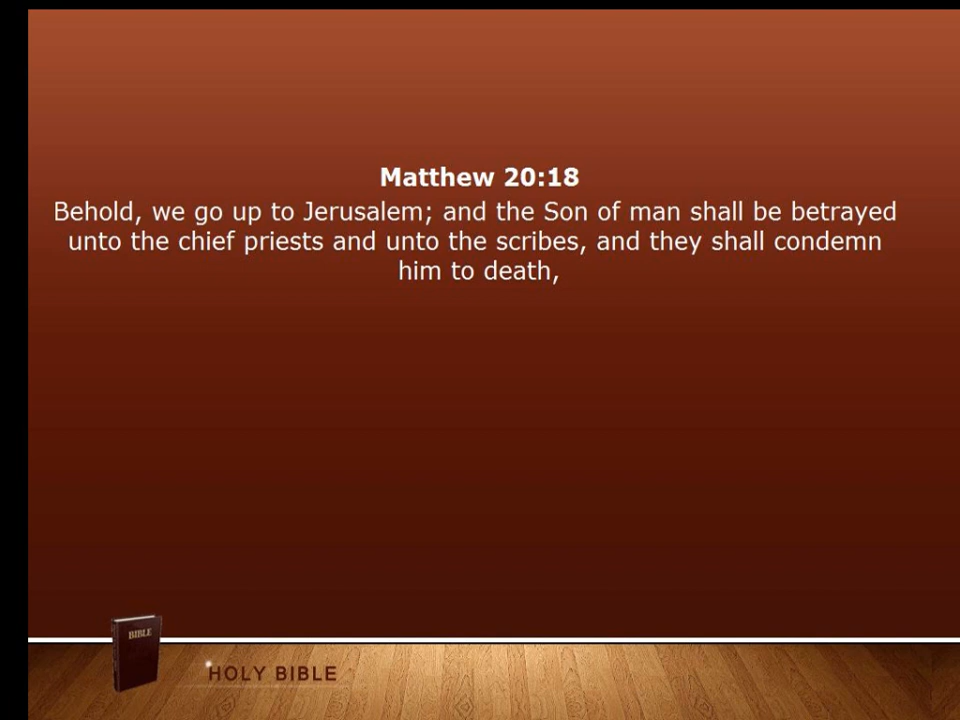 Matthew 20:18
Behold, we go up to Jerusalem; and the Son of man shall be betrayed
unto the chief priests and unto the scribes, and they shall condemn
him to death,
BIBLE
HOLY BIBLE